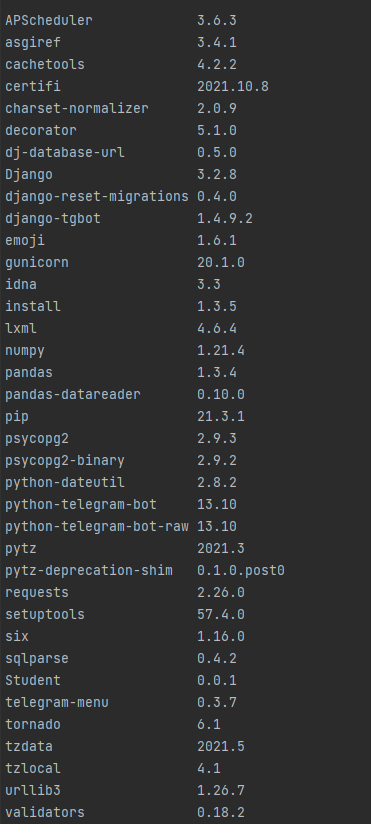 APScheduler 3.6.3
asgiref 3.4.1
cachetools 4.2.2
certifi 2021.10.8
charset-normalizer 2.0.9
decorator 5.1.0
dj-database-url 0.5.0
Django 3.2.8
django-reset-migrations 0.4.0
django-tgbot 1.4.9.2
emoji 1.6.1
gunicorn 20.1.0
idna 3.3
install 1.3.5
lxml 4.6.4
numpy 1.21.4
pandas 1.3.4
pandas-datareader 0.10.0
pip 21.3.1
psycopg2 2.9.3
psycopg2-binary 2.9.2
python-dateutil 2.8.2
python-telegram-bot 13.10
python-telegram-bot-raw 13.10
pytz 2021.3
pytz-deprecation-shim 0.1.0.post0
requests 2.26.0
setuptools 57.4.0
six 1.16.0
sqlparse 0.4.2
Student 0.0.1
telegram-menu 0.3.7
tornado 6.1
tzdata 2021.5
tzlocal 4.1
urllib3 1.26.7
validators 0.18.2